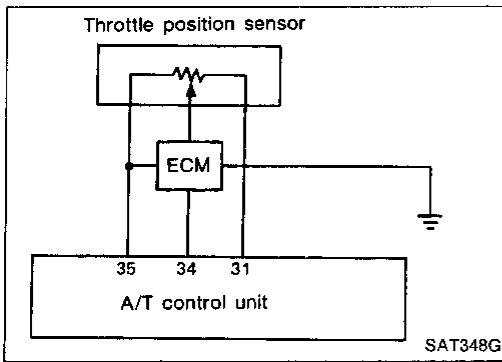 Throttle position sensor
ECM
35 34 31
A/T control unit
SAT348G